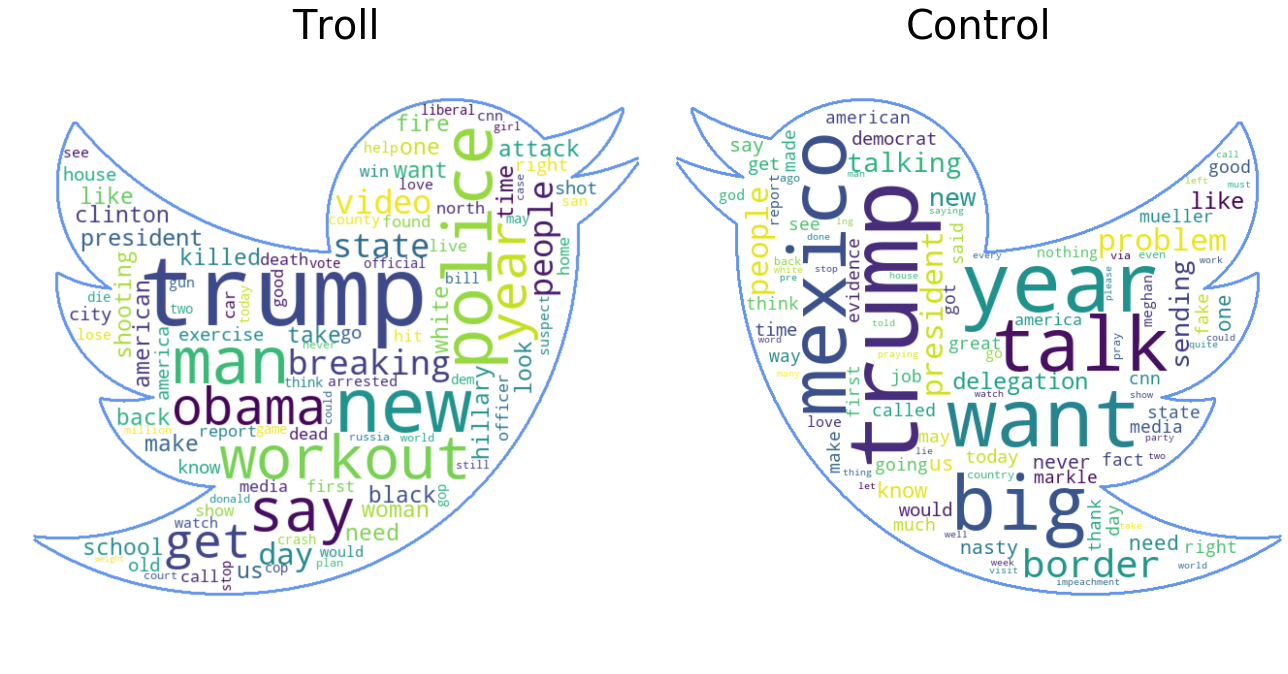 Troll
Control
liberal
cnn
fire
girl
help
one
attack
see
win
want
right
house
love
time
case
shot
like
video
police
people
san
clinton
county
found
north
may
president
state
live
year
home
killed
death
vote
official
bill
shooting
gun
good
trump
die
two
car
today
white
city
american
lose
exercise
take
go
hit
suspect
america
never
man
breaking
look
think
arrested
dem
obama
could
new
hillary
officer
back
million
report
game
dead
russia
world
make
know
workout
still
media
first
black
gop
donald
say
woman
show
watch
get
crash
need
school
day
would
weight
old
court
call
stop
us
cop
plan
american
say
made
democrat
get
talking
call
good
god
report
ago
mexico
man
left
must
people
trump
new
like
see
lng
saying
mueller
done
said
president
problem
back
white
pre
stop
evidence
every
nothing
via
even
work
house
year
please
think
got
meghan
sending
fake
one
time
word
told
america
could
way
praying
great
go
talk
pray
quite
many
first
job
delegation
cnn
love
called
watch
want
show
state
make
may
media
party
lie
thing
going
us
today
never
fact
two
let
know
country
markle
would
big
much
well
thank
day
take
nasty
need
right
week
visit
border
world
impeachment